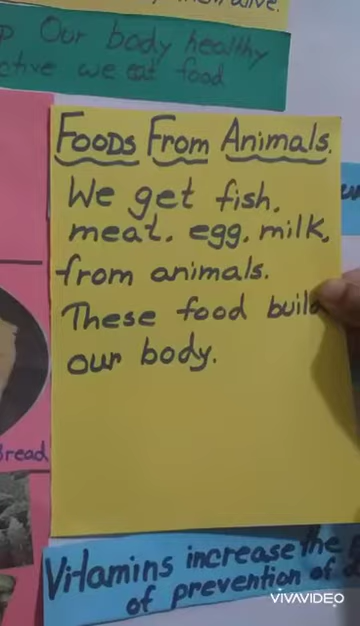 Our body healthy
we eat food
Foods From Animals.
We get fish,
meat, egg, milk,
from animals.
These food build
our body.
Bread
Vitamins increase the
of prevention of
VIVAVIDEO